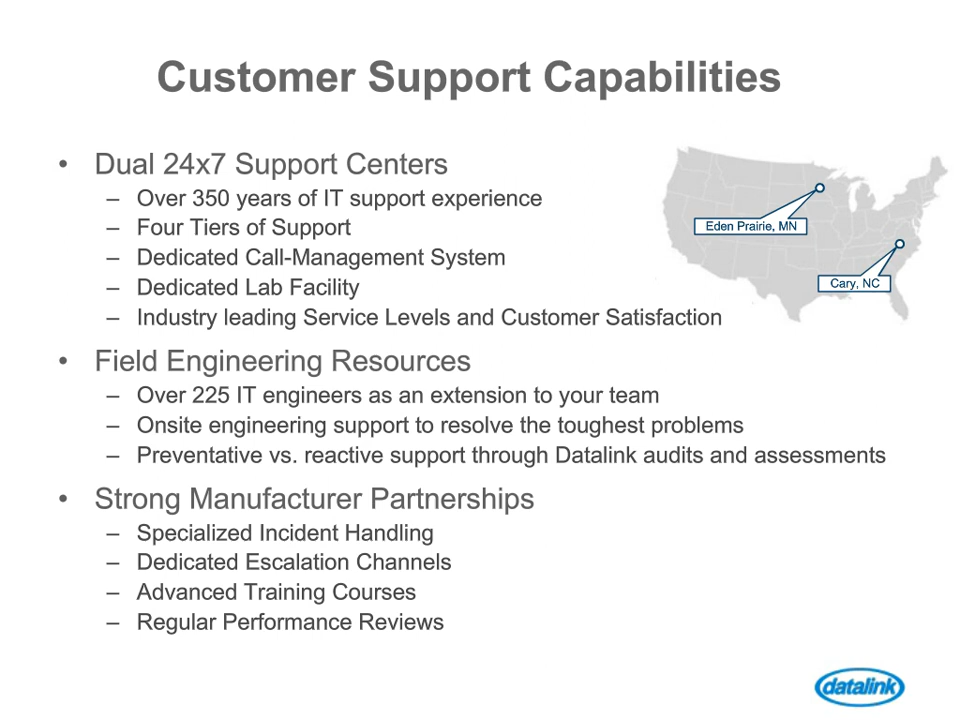 Customer Support Capabilities
• Dual 24x7 Support Centers
– Over 350 years of IT support experience
– Four Tiers of Support
– Dedicated Call-Management System
– Dedicated Lab Facility
– Industry leading Service Levels and Customer Satisfaction
Eden Prairie, MN
Cary, NC
• Field Engineering Resources
– Over 225 IT engineers as an extension to your team
– Onsite engineering support to resolve the toughest problems
– Preventative vs. reactive support through Datalink audits and assessments
• Strong Manufacturer Partnerships
– Specialized Incident Handling
– Dedicated Escalation Channels
– Advanced Training Courses
– Regular Performance Reviews
datalink